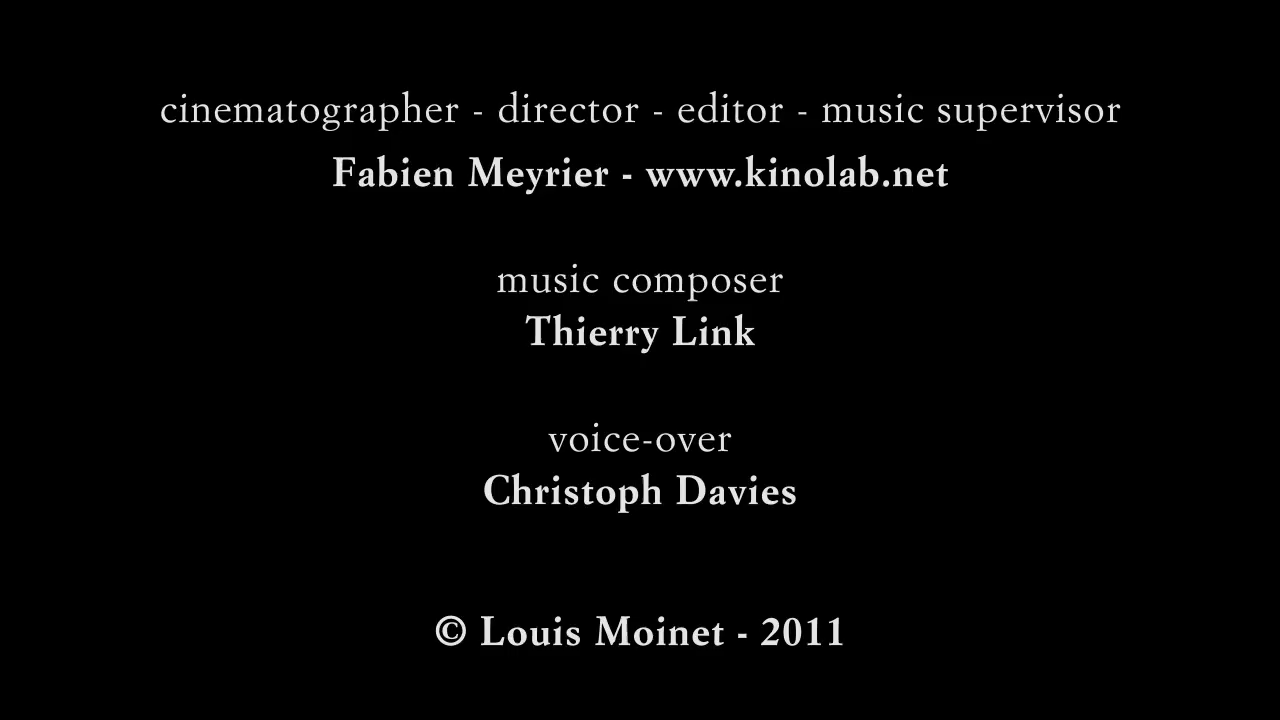 cinematographer - director - editor - music supervisor
Fabien Meyrier - www.kinolab.net
music composer
Thierry Link
voice-over
Christoph Davies
© Louis Moinet - 2011